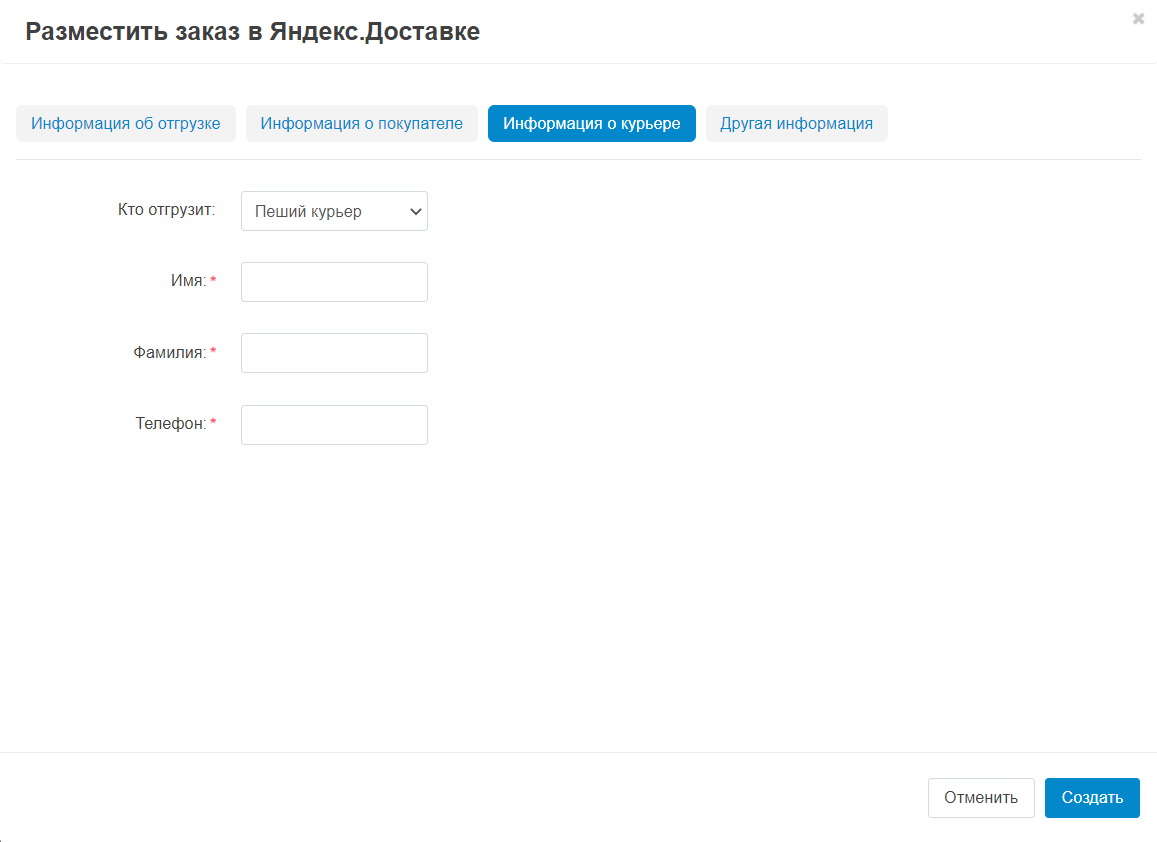 Разместить заказ в Яндекс.Доставке
Информация об отгрузке
Информация о покупателе
Информация о курьере
Другая информация
Кто отгрузит:
Пеший курьер
Имя: *
Фамилия: *
Телефон: *
Отменить
Создать